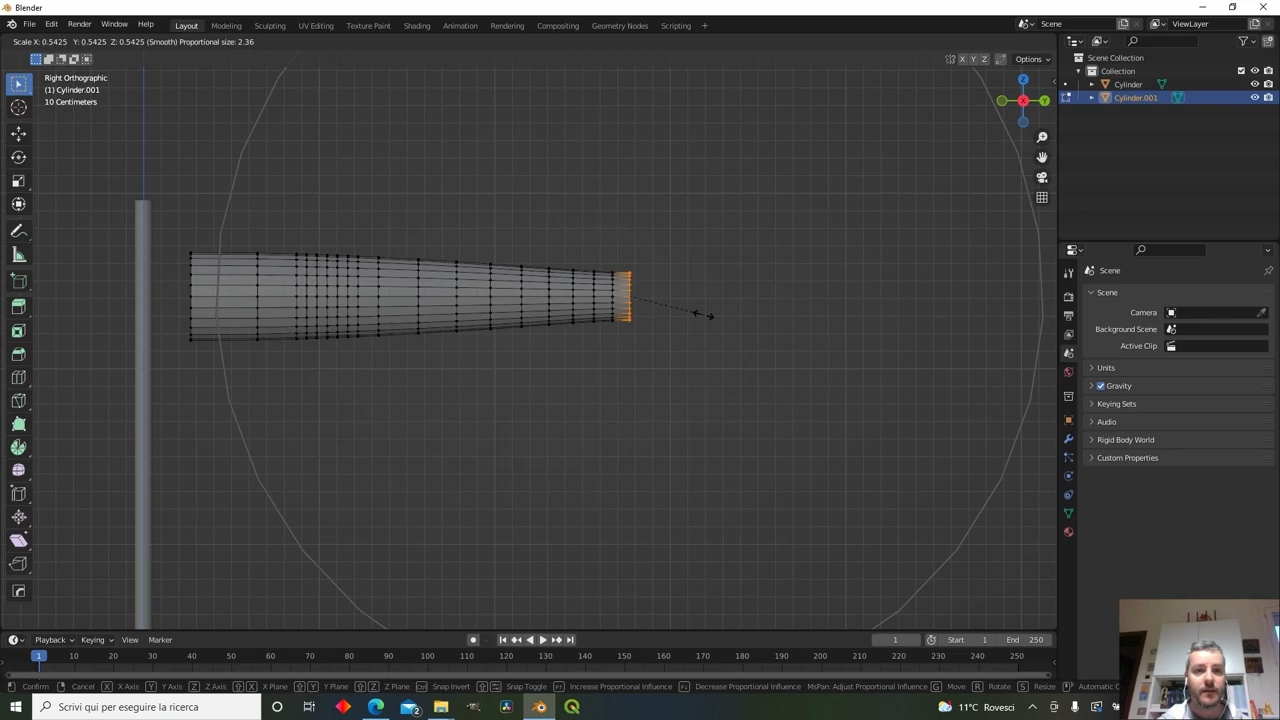 Blender
File Edit Render Window Help Layout Modeling Sculpting UV Editing Texture Paint Shading Animation Rendering Compositing Geometry Nodes Scripting + Scene ViewLayer
Scale X: 0.5425 Y: 0.5425 Z: 0.5425 (Smooth) Proportional size: 2.36
X Y Z Options
Right Orthographic
(1) Cylinder.001
10 Centimeters
Z
X
Y
Scene Collection
Collection
Cylinder
Cylinder.001
Scene
Scene
Camera
Background Scene
Active Clip
Units
Gravity
Keying Sets
Audio
Rigid Body World
Custom Properties
Playback Keying View Marker 1 Start 1 End 250
1 10 20 30 40 50 60 70 80 90 100 110 120 130 140 150 160 170 180 190 200 210 220 230 240 250
Confirm Cancel X X Axis Y Y Axis Z Z Axis X X Plane Y Y Plane Z Z Plane Snap Invert Snap Toggle Increase Proportional Influence Decrease Proportional Influence MsPan: Adjust Proportional Influence G Move R Rotate S Resize Automatic
Scrivi qui per eseguire la ricerca 2 11°C Rovesci